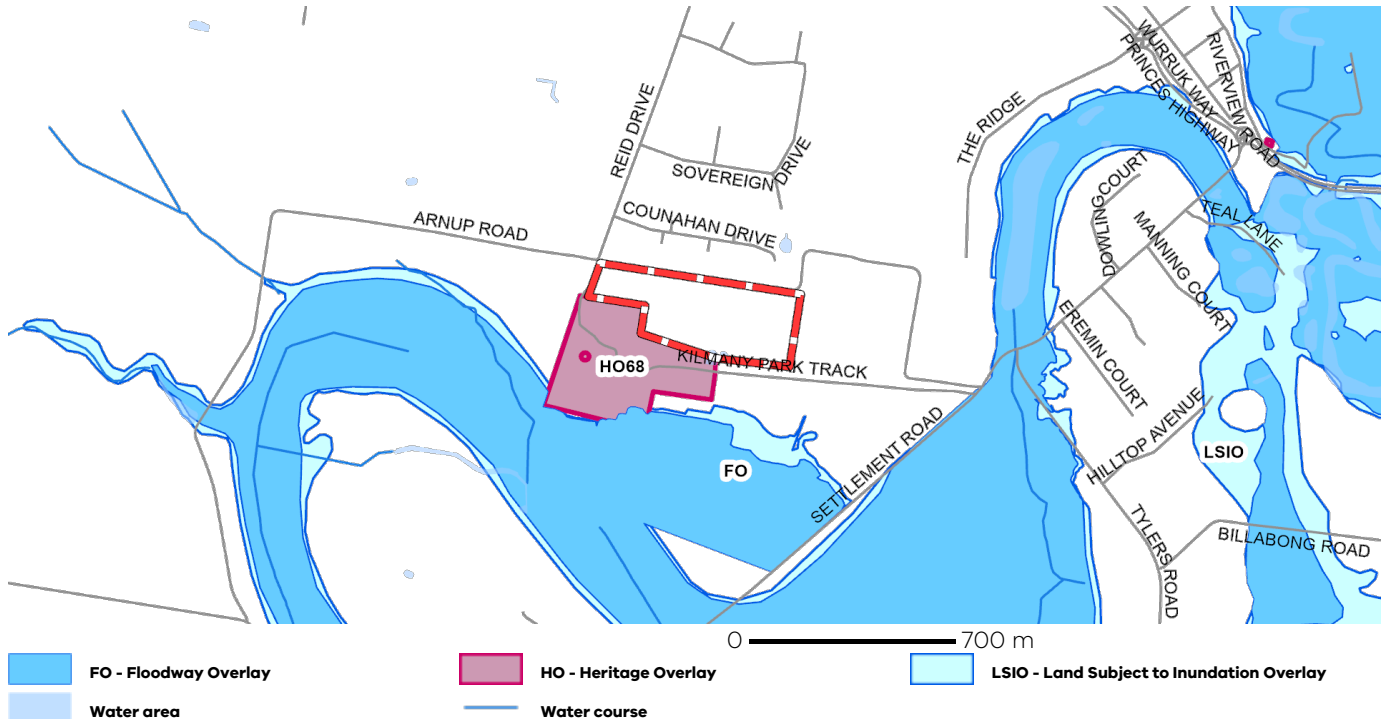 WURRUK WAY
PRINCES HIGHWAY
RIVERVIEW ROAD
THE RIDGE
REID DRIVE
SOVEREIGN DRIVE
COUNAHAN DRIVE
ARNUP ROAD
DOWLING COURT
TEAL LANE
MANNING COURT
EREMIN COURT
KILMANY PARK TRACK
HO68
HILLTOP AVENUE
SETTLEMENT ROAD
LSIO
FO
TYLERS ROAD
BILLABONG ROAD
0 700 m
FO - Floodway Overlay
HO - Heritage Overlay
LSIO - Land Subject to Inundation Overlay
Water area
Water course